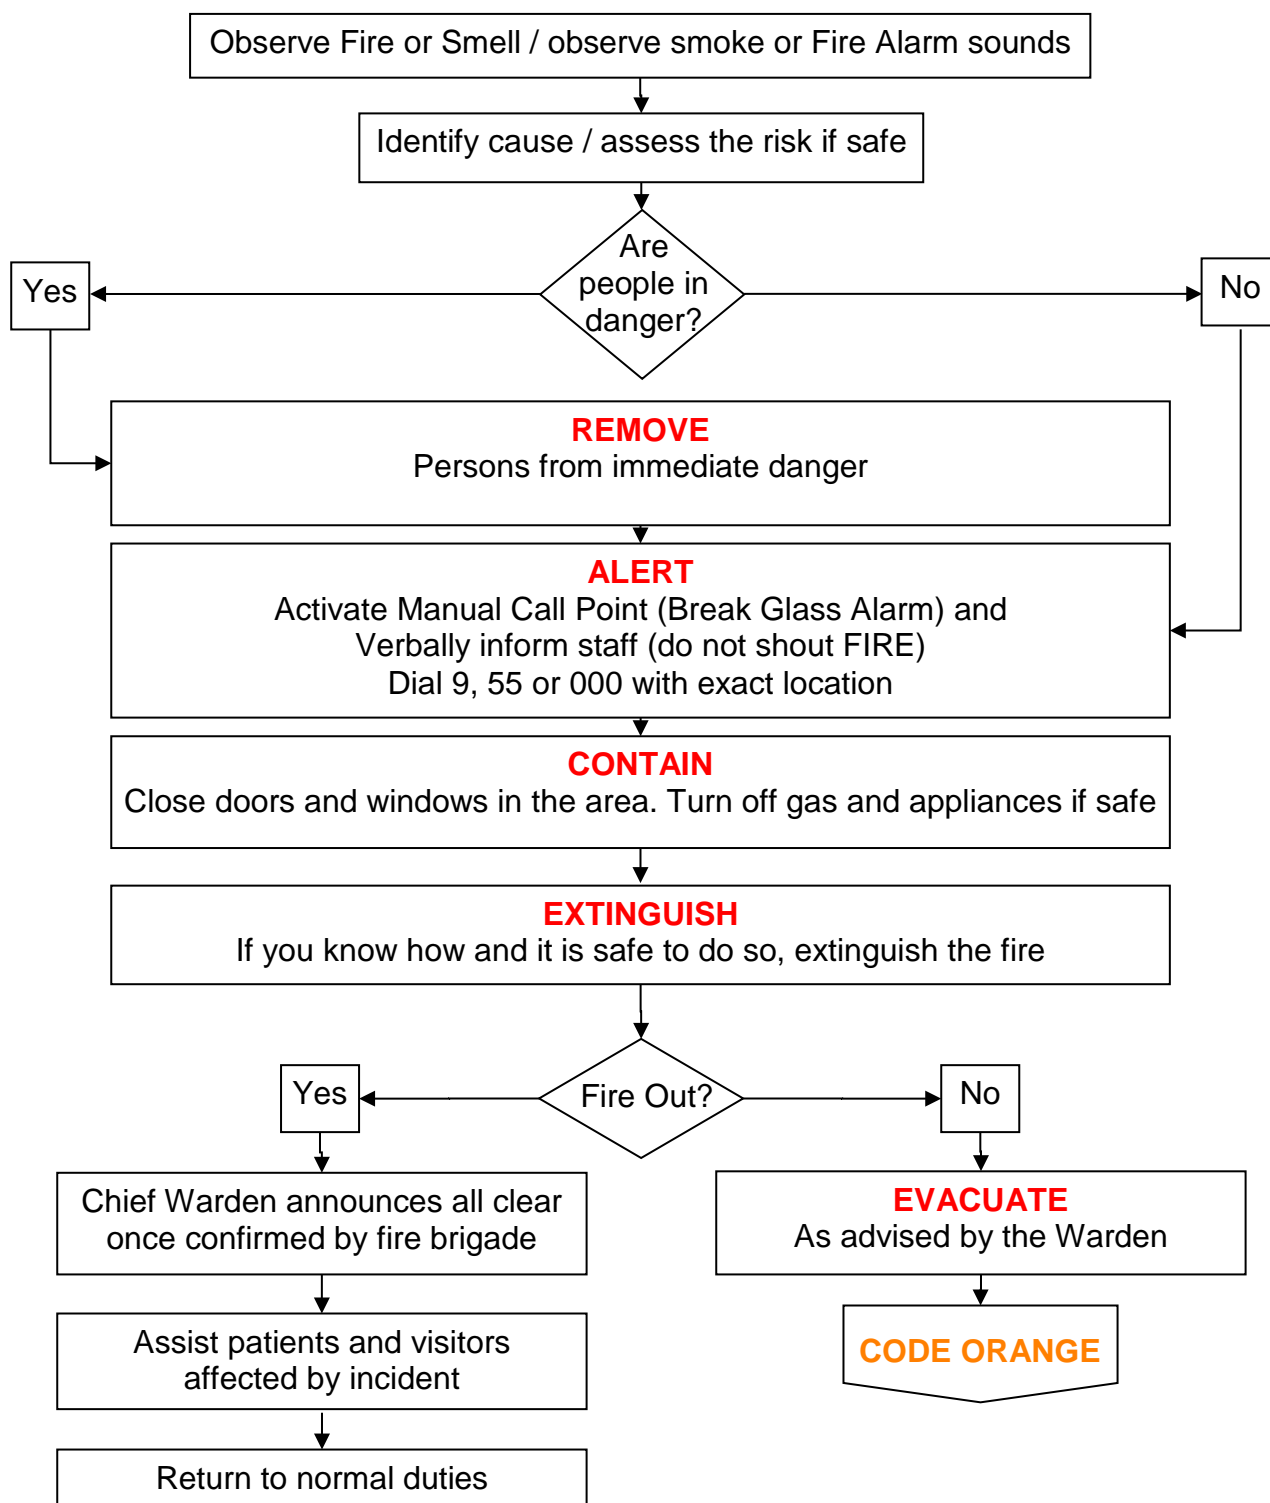 Observe Fire or Smell / observe smoke or Fire Alarm sounds
Identify cause / assess the risk if safe
Are
people in
danger?
Yes
No
REMOVE
Persons from immediate danger
ALERT
Activate Manual Call Point (Break Glass Alarm) and
Verbally inform staff (do not shout FIRE)
Dial 9, 55 or 000 with exact location
CONTAIN
Close doors and windows in the area. Turn off gas and appliances if safe
EXTINGUISH
If you know how and it is safe to do so, extinguish the fire
Fire Out?
Yes
No
Chief Warden announces all clear
once confirmed by fire brigade
EVACUATE
As advised by the Warden
Assist patients and visitors
affected by incident
CODE ORANGE
Return to normal duties